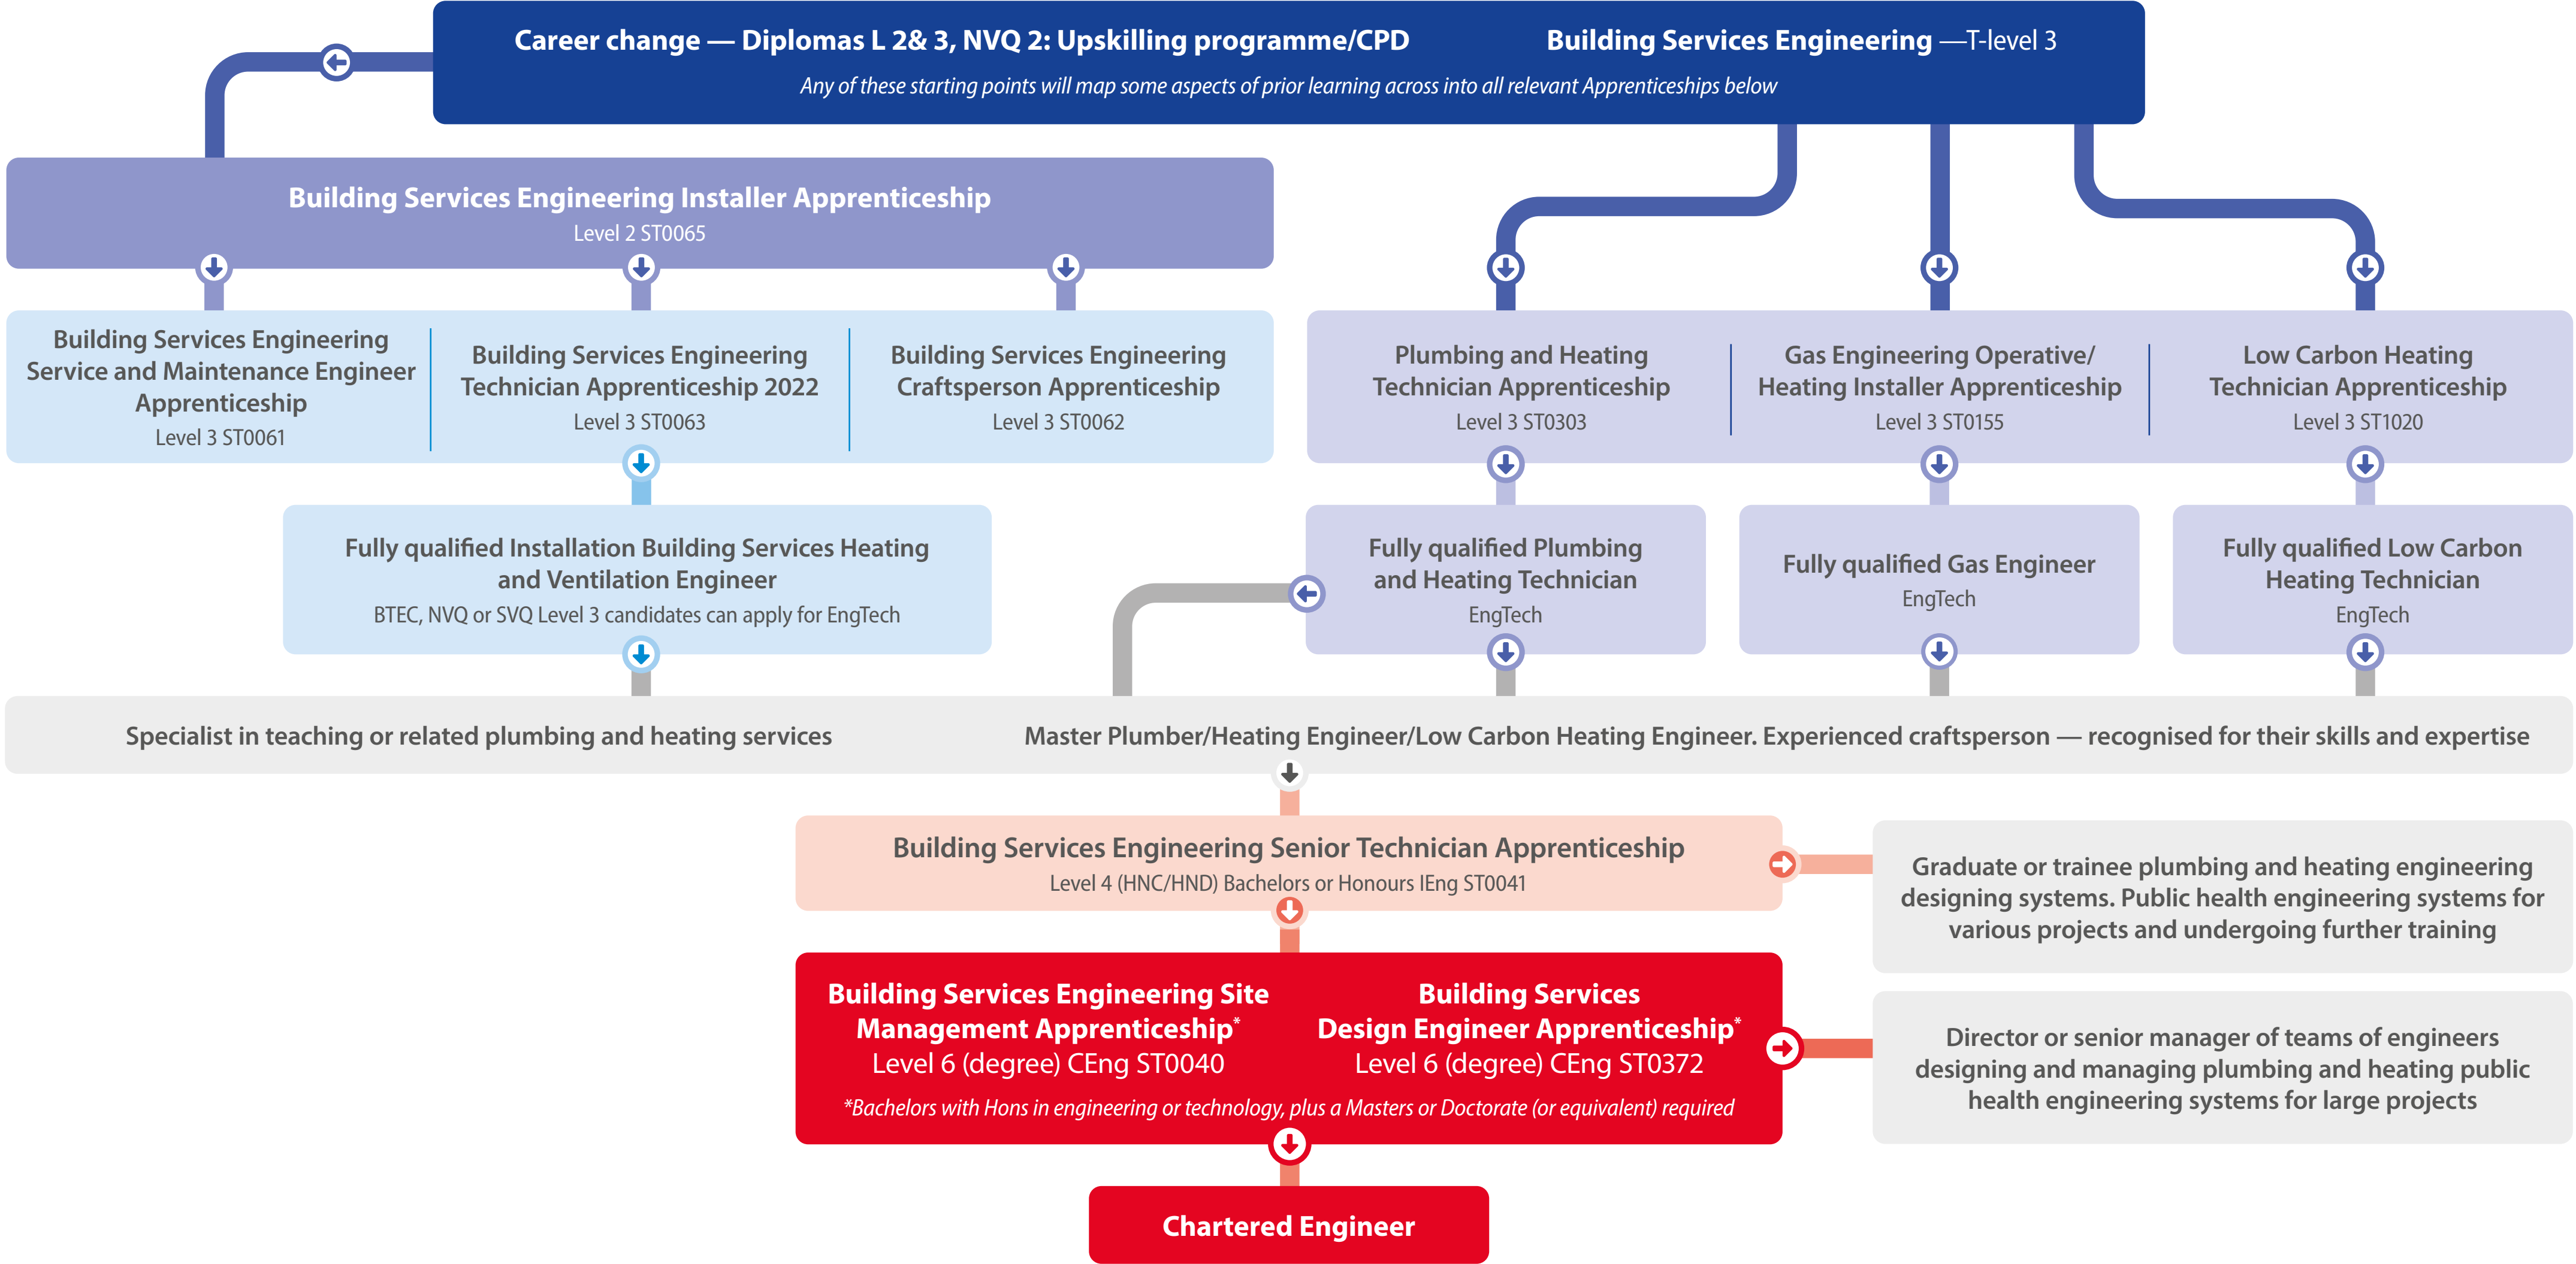 Career change — Diplomas L 2& 3, NVQ 2: Upskilling programme/CPD
Building Services Engineering —T-level 3
Any of these starting points will map some aspects of prior learning across into all relevant Apprenticeships below
Building Services Engineering Installer Apprenticeship
Level 2 ST0065
Building Services Engineering
Service and Maintenance Engineer
Apprenticeship
Level 3 ST0061
Building Services Engineering
Technician Apprenticeship 2022
Level 3 ST0063
Building Services Engineering
Craftsperson Apprenticeship
Level 3 ST0062
Plumbing and Heating
Technician Apprenticeship
Level 3 ST0303
Gas Engineering Operative/
Heating Installer Apprenticeship
Level 3 ST0155
Low Carbon Heating
Technician Apprenticeship
Level 3 ST1020
Fully qualified Installation Building Services Heating
and Ventilation Engineer
BTEC, NVQ or SVQ Level 3 candidates can apply for EngTech
Fully qualified Plumbing
and Heating Technician
EngTech
Fully qualified Gas Engineer
EngTech
Fully qualified Low Carbon
Heating Technician
EngTech
Specialist in teaching or related plumbing and heating services
Master Plumber/Heating Engineer/Low Carbon Heating Engineer. Experienced craftsperson — recognised for their skills and expertise
Building Services Engineering Senior Technician Apprenticeship
Level 4 (HNC/HND) Bachelors or Honours IEng ST0041
Graduate or trainee plumbing and heating engineering
designing systems. Public health engineering systems for
various projects and undergoing further training
Building Services Engineering Site
Management Apprenticeship*
Level 6 (degree) CEng ST0040
Building Services
Design Engineer Apprenticeship*
Level 6 (degree) CEng ST0372
*Bachelors with Hons in engineering or technology, plus a Masters or Doctorate (or equivalent) required
Director or senior manager of teams of engineers
designing and managing plumbing and heating public
health engineering systems for large projects
Chartered Engineer